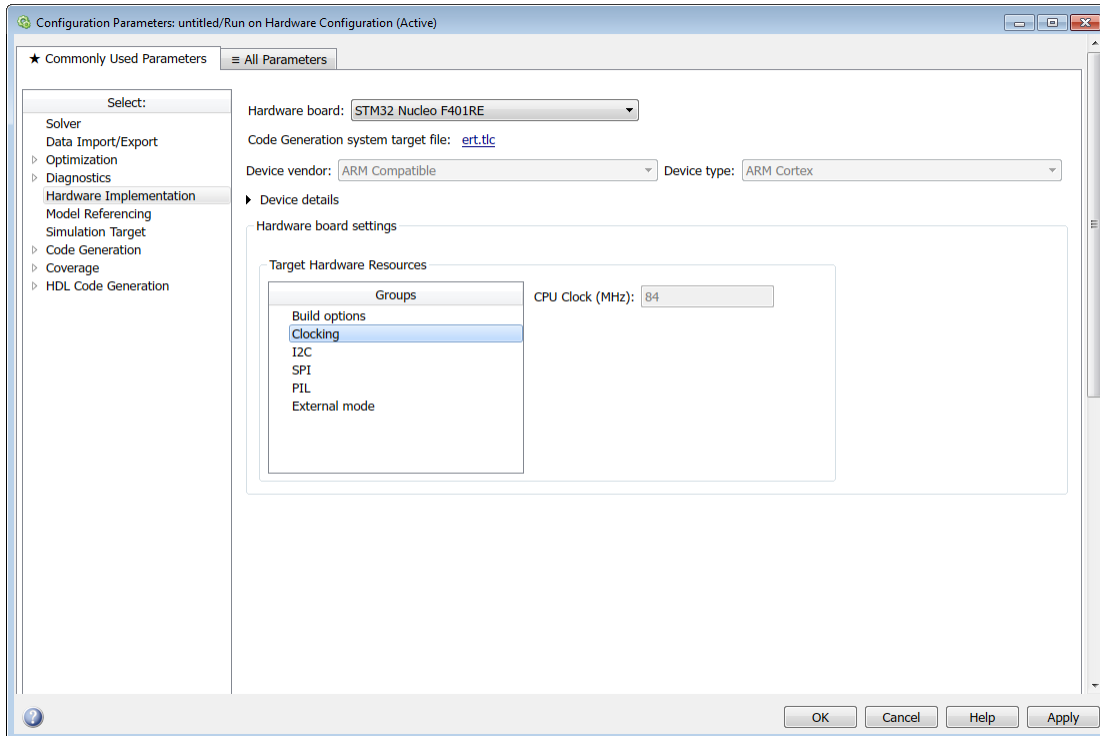 Configuration Parameters: untitled/Run on Hardware Configuration (Active)
★ Commonly Used Parameters
≡ All Parameters
Select:
Solver
Data Import/Export
Optimization
Diagnostics
Hardware Implementation
Model Referencing
Simulation Target
Code Generation
Coverage
HDL Code Generation
Hardware board: STM32 Nucleo F401RE
Code Generation system target file: ert.tlc
Device vendor: ARM Compatible Device type: ARM Cortex
Device details
Hardware board settings
Target Hardware Resources
Groups
Build options
Clocking
I2C
SPI
PIL
External mode
CPU Clock (MHz): 84
OK Cancel Help Apply